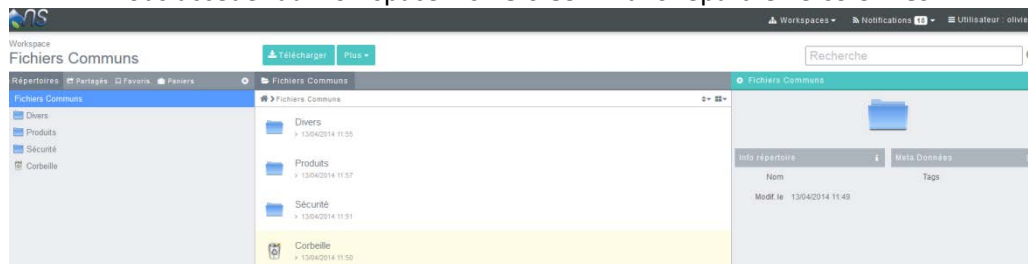 ns
Workspaces
Notifications 18
Utilisateur : olivie
Workspace
Fichiers Communs
Télécharger
Plus
Recherche
Répertoires Partagés Favoris Paniers
Fichiers Communs
Fichiers Communs
Fichiers Communs
Divers
Produits
Sécurité
Corbeille
Fichiers Communs
Divers
13/04/2014 11:55
Produits
13/04/2014 11:57
Sécurité
13/04/2014 11:51
Corbeille
13/04/2014 11:50
Info répertoire
Meta Données
Nom
Tags
Modif. le 13/04/2014 11:49